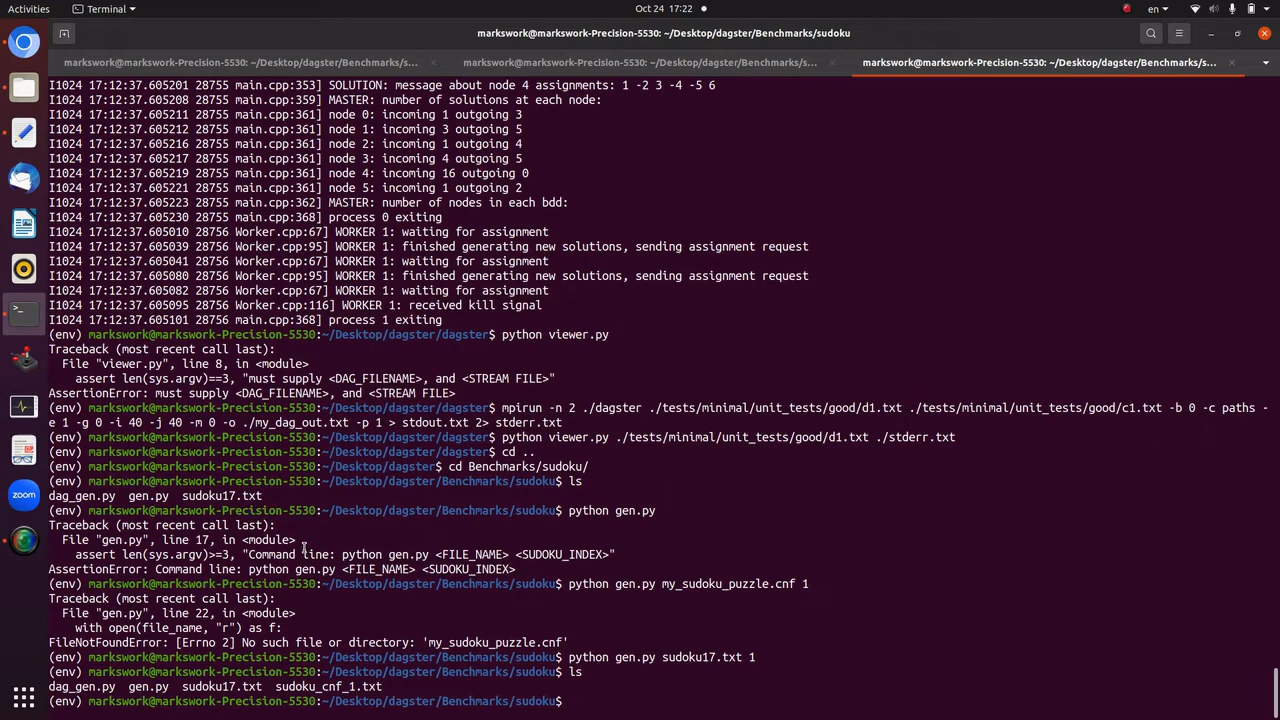 Activities
Terminal
Oct 24 17:22
en
markswork@markswork-Precision-5530: ~/Desktop/dagster/Benchmarks/sudoku
markswork@markswork-Precision-5530: ~/Desktop/dagster/Benchmarks/s...
markswork@markswork-Precision-5530: ~/Desktop/dagster/Benchmarks/s...
markswork@markswork-Precision-5530: ~/Desktop/dagster/Benchmarks/s...
I1024 17:12:37.605201 28755 main.cpp:353] SOLUTION: message about node 4 assignments: 1 -2 3 -4 -5 6
I1024 17:12:37.605208 28755 main.cpp:359] MASTER: number of solutions at each node:
I1024 17:12:37.605211 28755 main.cpp:361] node 0: incoming 1 outgoing 3
I1024 17:12:37.605212 28755 main.cpp:361] node 1: incoming 3 outgoing 5
I1024 17:12:37.605216 28755 main.cpp:361] node 2: incoming 1 outgoing 4
I1024 17:12:37.605217 28755 main.cpp:361] node 3: incoming 4 outgoing 5
I1024 17:12:37.605219 28755 main.cpp:361] node 4: incoming 16 outgoing 0
I1024 17:12:37.605221 28755 main.cpp:361] node 5: incoming 1 outgoing 2
I1024 17:12:37.605223 28755 main.cpp:362] MASTER: number of nodes in each bdd:
I1024 17:12:37.605230 28755 main.cpp:368] process 0 exiting
I1024 17:12:37.605010 28756 Worker.cpp:67] WORKER 1: waiting for assignment
I1024 17:12:37.605039 28756 Worker.cpp:95] WORKER 1: finished generating new solutions, sending assignment request
I1024 17:12:37.605041 28756 Worker.cpp:67] WORKER 1: waiting for assignment
I1024 17:12:37.605080 28756 Worker.cpp:95] WORKER 1: finished generating new solutions, sending assignment request
I1024 17:12:37.605082 28756 Worker.cpp:67] WORKER 1: waiting for assignment
I1024 17:12:37.605095 28756 Worker.cpp:116] WORKER 1: received kill signal
I1024 17:12:37.605101 28756 main.cpp:368] process 1 exiting
(env) markswork@markswork-Precision-5530:~/Desktop/dagster/dagster$ python viewer.py
Traceback (most recent call last):
File "viewer.py", line 8, in <module>
assert len(sys.argv)==3, "must supply <DAG_FILENAME>, and <STREAM FILE>"
AssertionError: must supply <DAG_FILENAME>, and <STREAM FILE>
(env) markswork@markswork-Precision-5530:~/Desktop/dagster/dagster$ mpirun -n 2 ./dagster ./tests/minimal/unit_tests/good/d1.txt ./tests/minimal/unit_tests/good/c1.txt -b 0 -c paths -
e 1 -g 0 -i 40 -j 40 -m 0 -o ./my_dag_out.txt -p 1 > stdout.txt 2> stderr.txt
(env) markswork@markswork-Precision-5530:~/Desktop/dagster/dagster$ python viewer.py ./tests/minimal/unit_tests/good/d1.txt ./stderr.txt
(env) markswork@markswork-Precision-5530:~/Desktop/dagster/dagster$ cd ..
(env) markswork@markswork-Precision-5530:~/Desktop/dagster$ cd Benchmarks/sudoku/
(env) markswork@markswork-Precision-5530:~/Desktop/dagster/Benchmarks/sudoku$ ls
dag_gen.py gen.py sudoku17.txt
(env) markswork@markswork-Precision-5530:~/Desktop/dagster/Benchmarks/sudoku$ python gen.py
Traceback (most recent call last):
File "gen.py", line 17, in <module>
assert len(sys.argv)>=3, "Command line: python gen.py <FILE_NAME> <SUDOKU_INDEX>"
AssertionError: Command line: python gen.py <FILE_NAME> <SUDOKU_INDEX>
(env) markswork@markswork-Precision-5530:~/Desktop/dagster/Benchmarks/sudoku$ python gen.py my_sudoku_puzzle.cnf 1
Traceback (most recent call last):
File "gen.py", line 22, in <module>
with open(file_name, "r") as f:
FileNotFoundError: [Errno 2] No such file or directory: 'my_sudoku_puzzle.cnf'
(env) markswork@markswork-Precision-5530:~/Desktop/dagster/Benchmarks/sudoku$ python gen.py sudoku17.txt 1
(env) markswork@markswork-Precision-5530:~/Desktop/dagster/Benchmarks/sudoku$ ls
dag_gen.py gen.py sudoku17.txt sudoku_cnf_1.txt
(env) markswork@markswork-Precision-5530:~/Desktop/dagster/Benchmarks/sudoku$
zoom